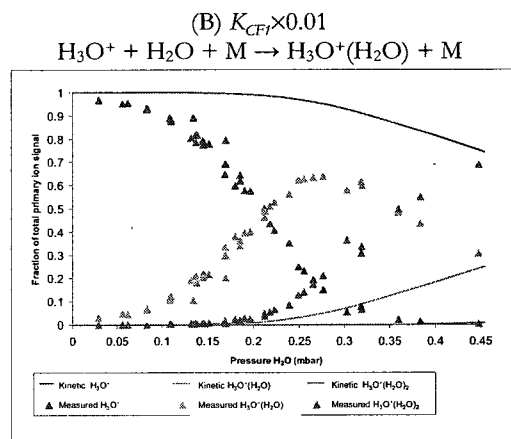 (B) K_CF1×0.01
H₃O⁺ + H₂O + M → H₃O⁺(H₂O) + M
1
0.9
0.8
0.7
0.6
0.5
0.4
0.3
0.2
0.1
0
Fraction of total primary ion signal
0 0.05 0.1 0.15 0.2 0.25 0.3 0.35 0.4 0.45
Pressure H₂O (mbar)
Kinetic H₃O⁺ Kinetic H₃O⁺(H₂O) Kinetic H₃O⁺(H₂O)₂
Measured H₃O⁺ Measured H₃O⁺(H₂O) Measured H₃O⁺(H₂O)₂